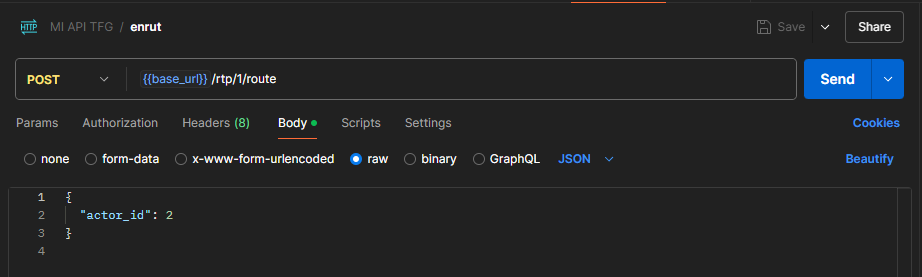 HTTP MI API TFG / enrut Save Share
POST {{base_url}} /rtp/1/route Send
Params Authorization Headers (8) Body Scripts Settings Cookies
none form-data x-www-form-urlencoded raw binary GraphQL JSON Beautify
1 {
2 "actor_id": 2
3 }
4